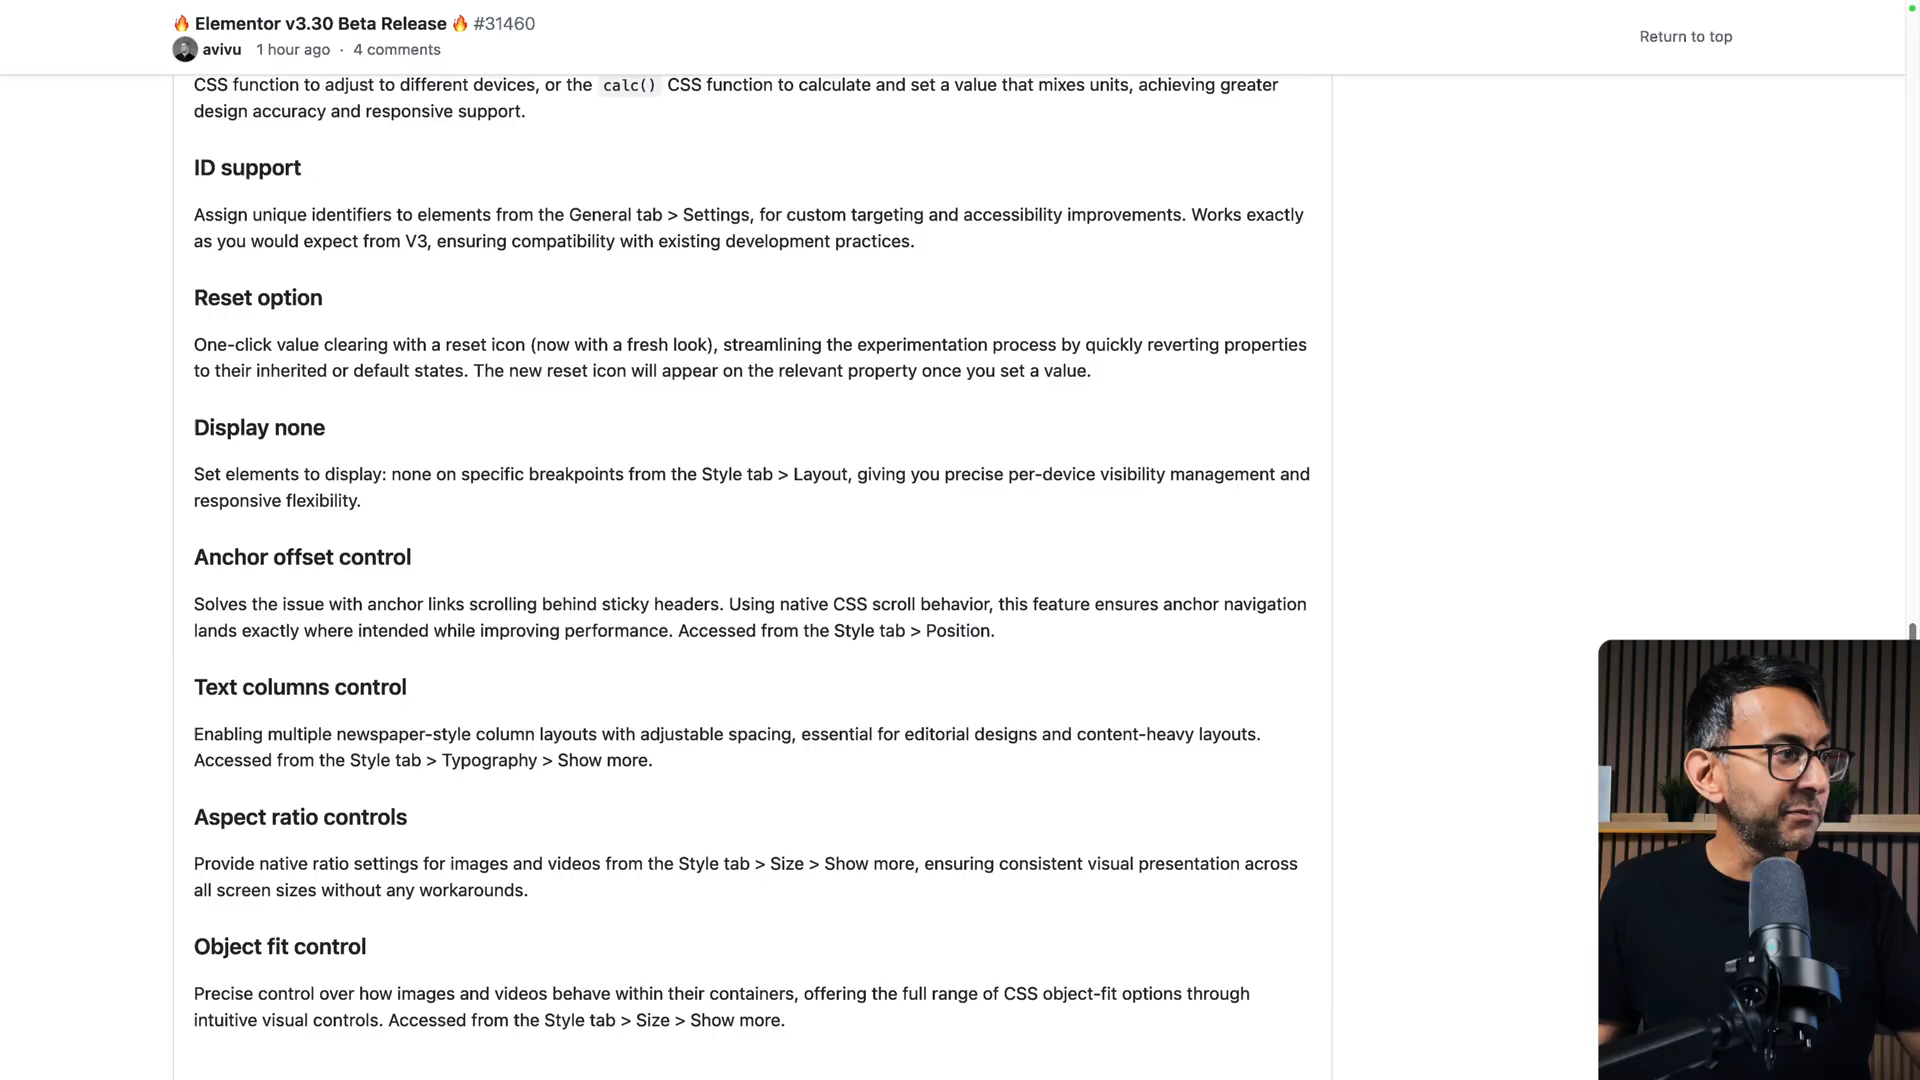 🔥 Elementor v3.30 Beta Release 🔥 #31460
avivu 1 hour ago · 4 comments
Return to top
CSS function to adjust to different devices, or the calc() CSS function to calculate and set a value that mixes units, achieving greater
design accuracy and responsive support.
ID support
Assign unique identifiers to elements from the General tab > Settings, for custom targeting and accessibility improvements. Works exactly
as you would expect from V3, ensuring compatibility with existing development practices.
Reset option
One-click value clearing with a reset icon (now with a fresh look), streamlining the experimentation process by quickly reverting properties
to their inherited or default states. The new reset icon will appear on the relevant property once you set a value.
Display none
Set elements to display: none on specific breakpoints from the Style tab > Layout, giving you precise per-device visibility management and
responsive flexibility.
Anchor offset control
Solves the issue with anchor links scrolling behind sticky headers. Using native CSS scroll behavior, this feature ensures anchor navigation
lands exactly where intended while improving performance. Accessed from the Style tab > Position.
Text columns control
Enabling multiple newspaper-style column layouts with adjustable spacing, essential for editorial designs and content-heavy layouts.
Accessed from the Style tab > Typography > Show more.
Aspect ratio controls
Provide native ratio settings for images and videos from the Style tab > Size > Show more, ensuring consistent visual presentation across
all screen sizes without any workarounds.
Object fit control
Precise control over how images and videos behave within their containers, offering the full range of CSS object-fit options through
intuitive visual controls. Accessed from the Style tab > Size > Show more.